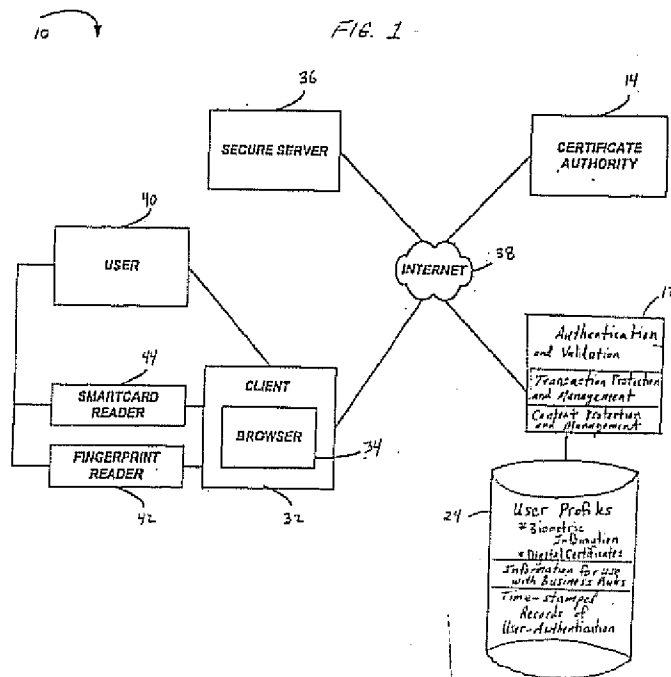 10
FIG. 1
36
14
SECURE SERVER
CERTIFICATE
AUTHORITY
40
USER
INTERNET
38
Authentication
and Validation
Transaction Protection
and Management
Content Protection
and Management
44
SMARTCARD
READER
CLIENT
BROWSER
34
FINGERPRINT
READER
42
32
24
User Profiles
*Biometric
Information
*Digital Certificates
Information for use
with Business Rules
Time-stamped
Records of
User-Authentication